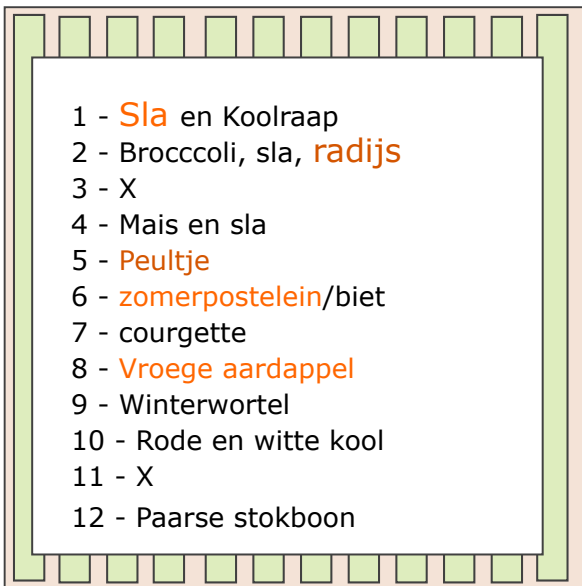 1 - Sla en Koolraap
2 - Brocccoli, sla, radijs
3 - X
4 - Mais en sla
5 - Peultje
6 - zomerpostelein/biet
7 - courgette
8 - Vroege aardappel
9 - Winterwortel
10 - Rode en witte kool
11 - X
12 - Paarse stokboon